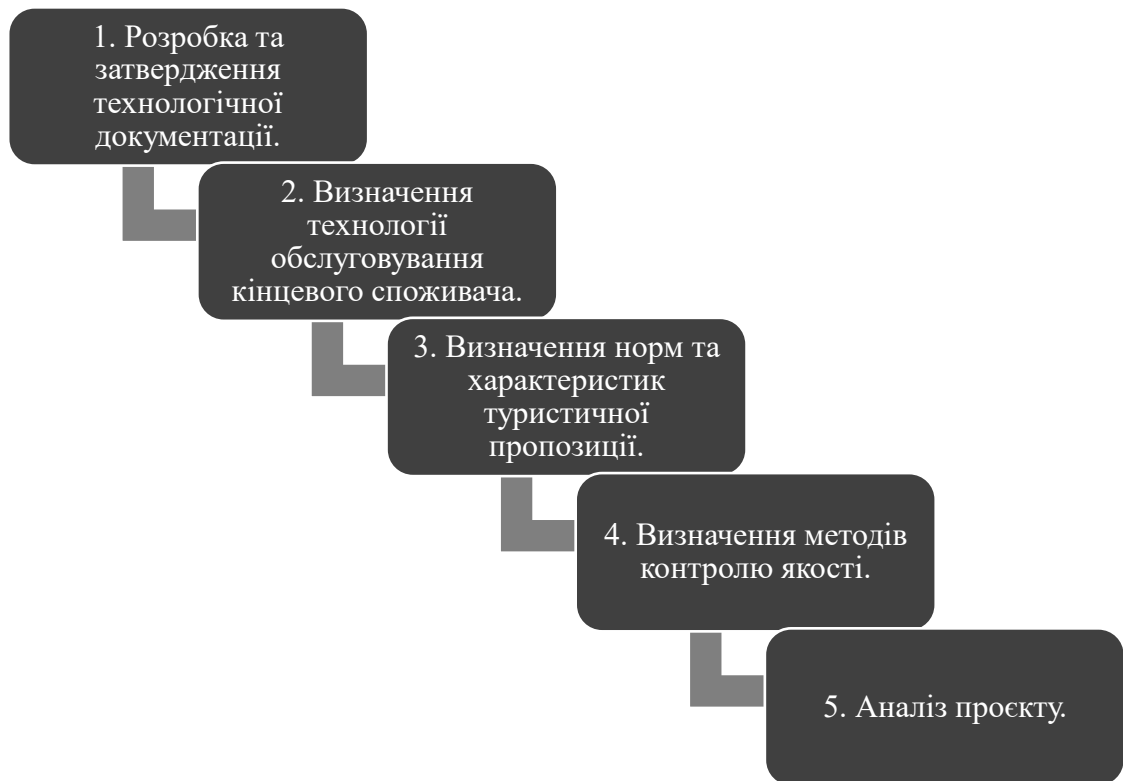 1. Розробка та
затвердження
технологічної
документації.
2. Визначення
технології
обслуговування
кінцевого споживача.
3. Визначення норм та
характеристик
туристичної
пропозиції.
4. Визначення методів
контролю якості.
5. Аналіз проєкту.